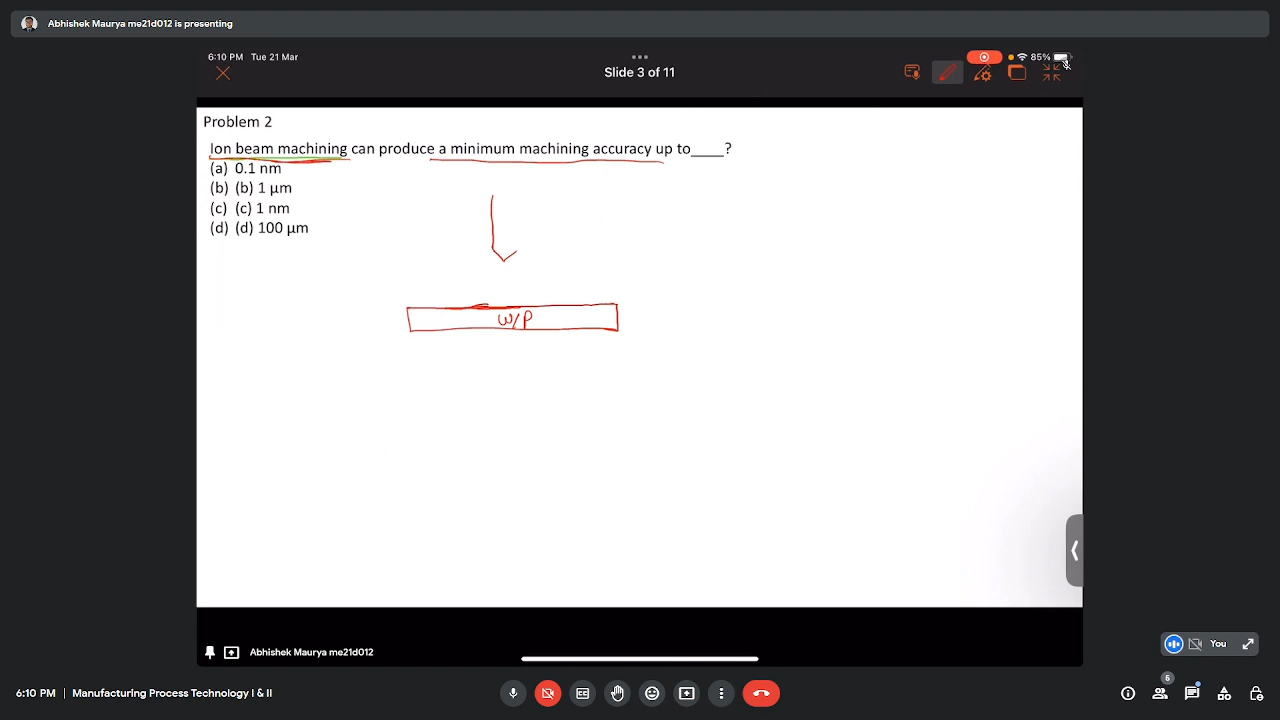 Abhishek Maurya me21d012 is presenting
6:10 PM Tue 21 Mar
85%
Slide 3 of 11
Problem 2
Ion beam machining can produce a minimum machining accuracy up to____?
(a) 0.1 nm
(b) (b) 1 μm
(c) (c) 1 nm
(d) (d) 100 μm
W/P
Abhishek Maurya me21d012
You
6:10 PM | Manufacturing Process Technology I & II
6